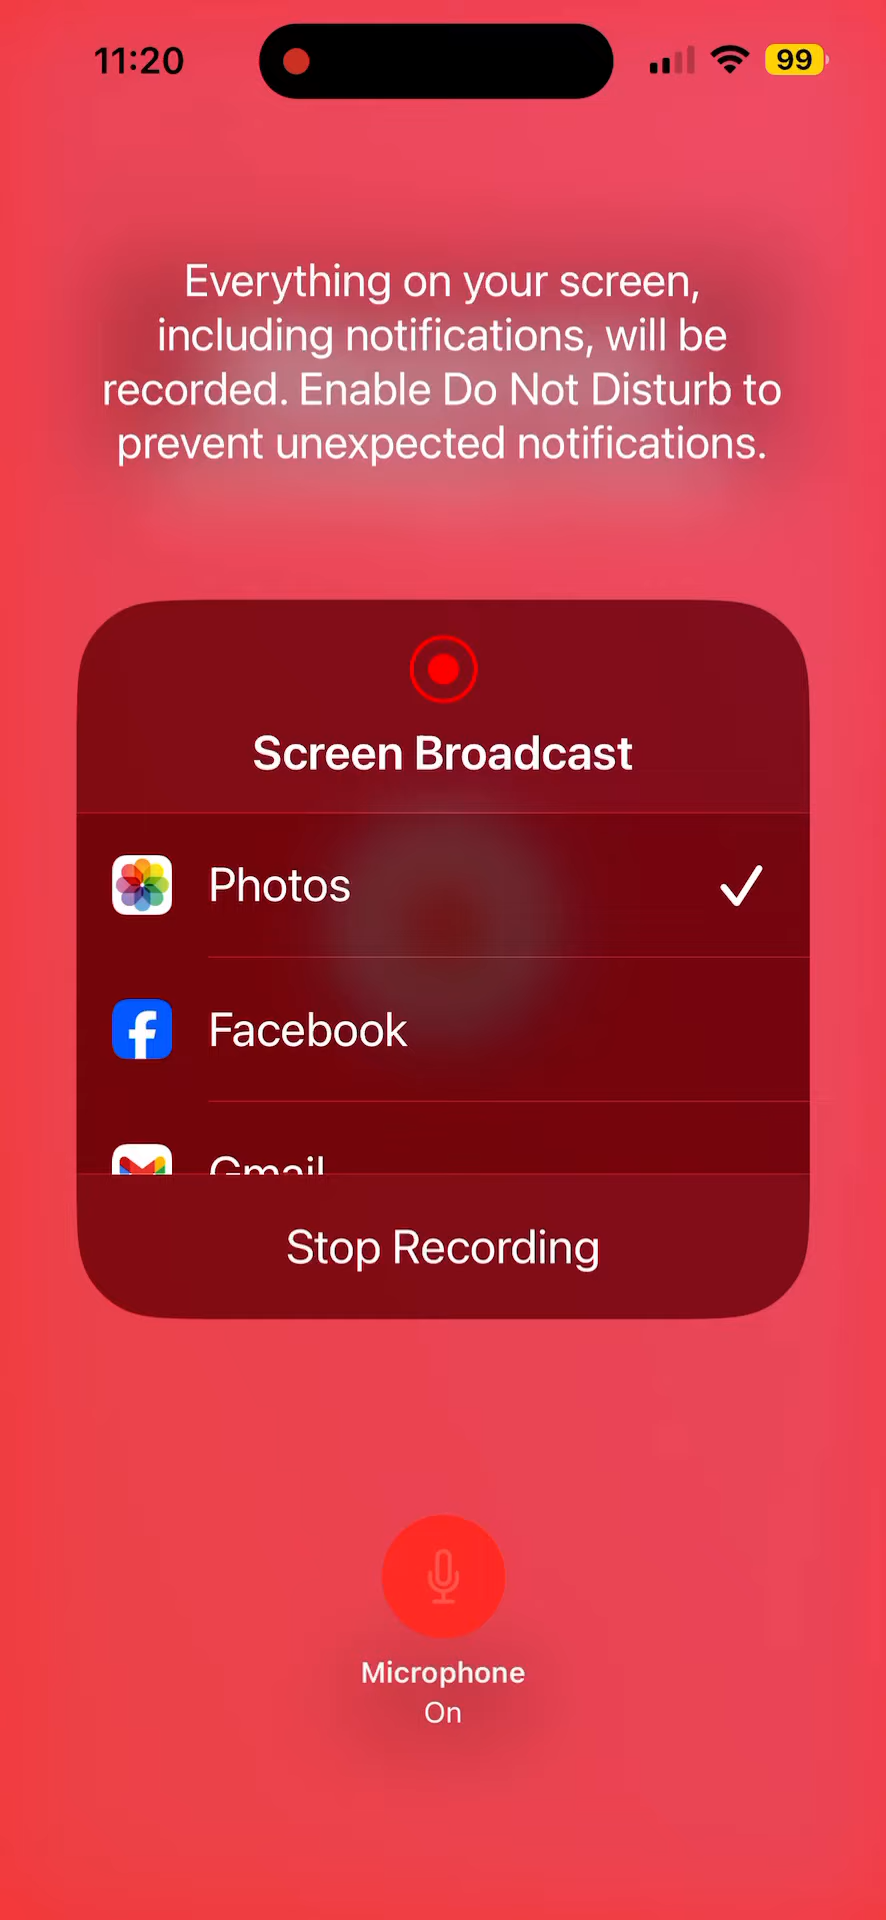 11:20
99
Everything on your screen,
including notifications, will be
recorded. Enable Do Not Disturb to
prevent unexpected notifications.
Screen Broadcast
Photos
Facebook
Gmail
Stop Recording
Microphone
On